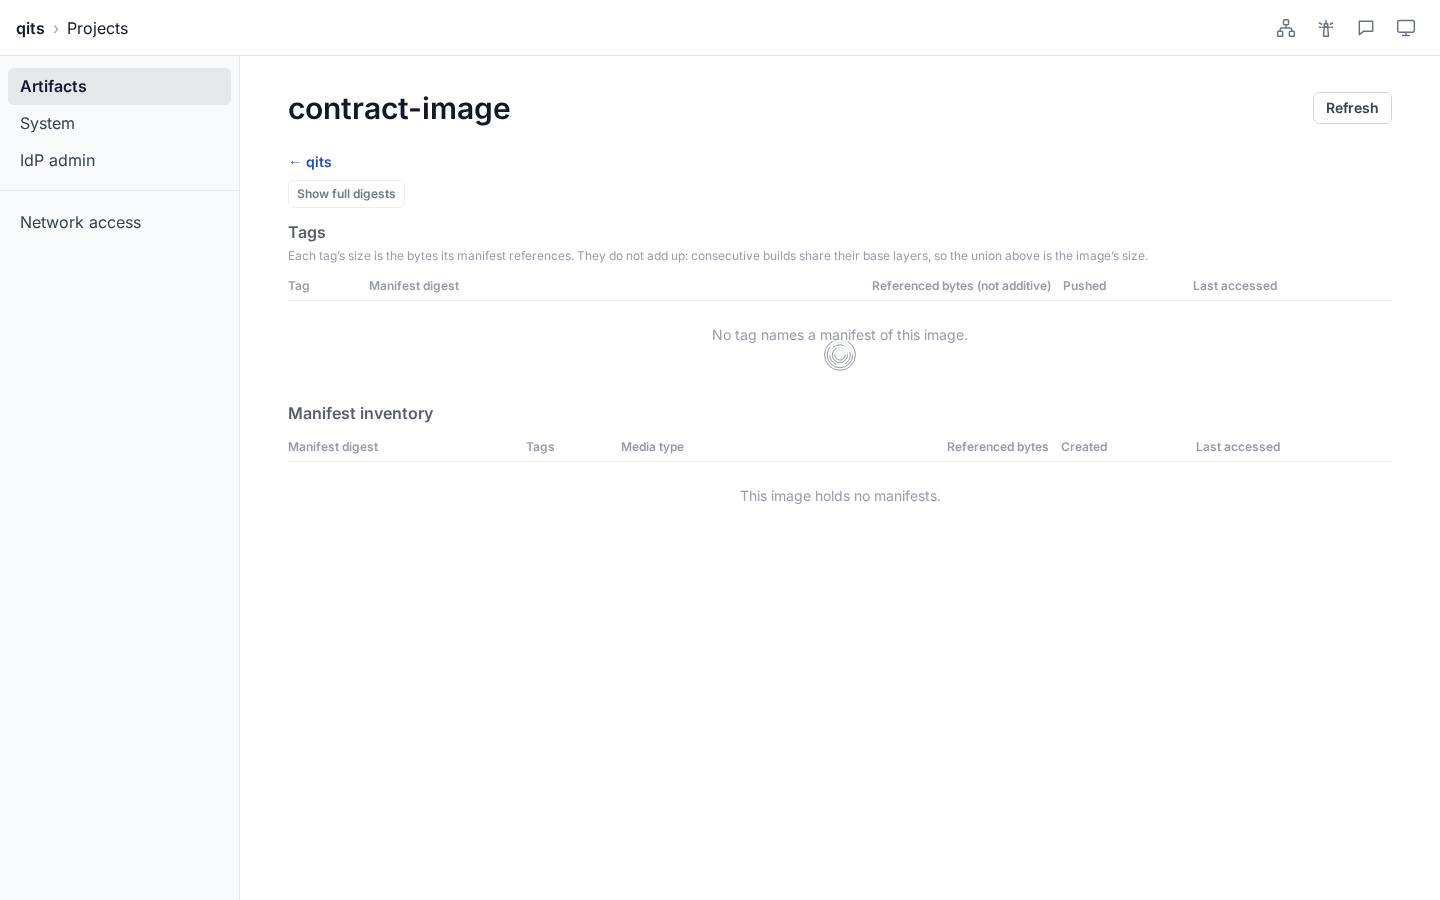 qits › Projects
Artifacts
System
IdP admin
Network access
contract-image
Refresh
← qits
Show full digests
Tags
Each tag’s size is the bytes its manifest references. They do not add up: consecutive builds share their base layers, so the union above is the image’s size.
Tag Manifest digest Referenced bytes (not additive) Pushed Last accessed
No tag names a manifest of this image.
Manifest inventory
Manifest digest Tags Media type Referenced bytes Created Last accessed
This image holds no manifests.